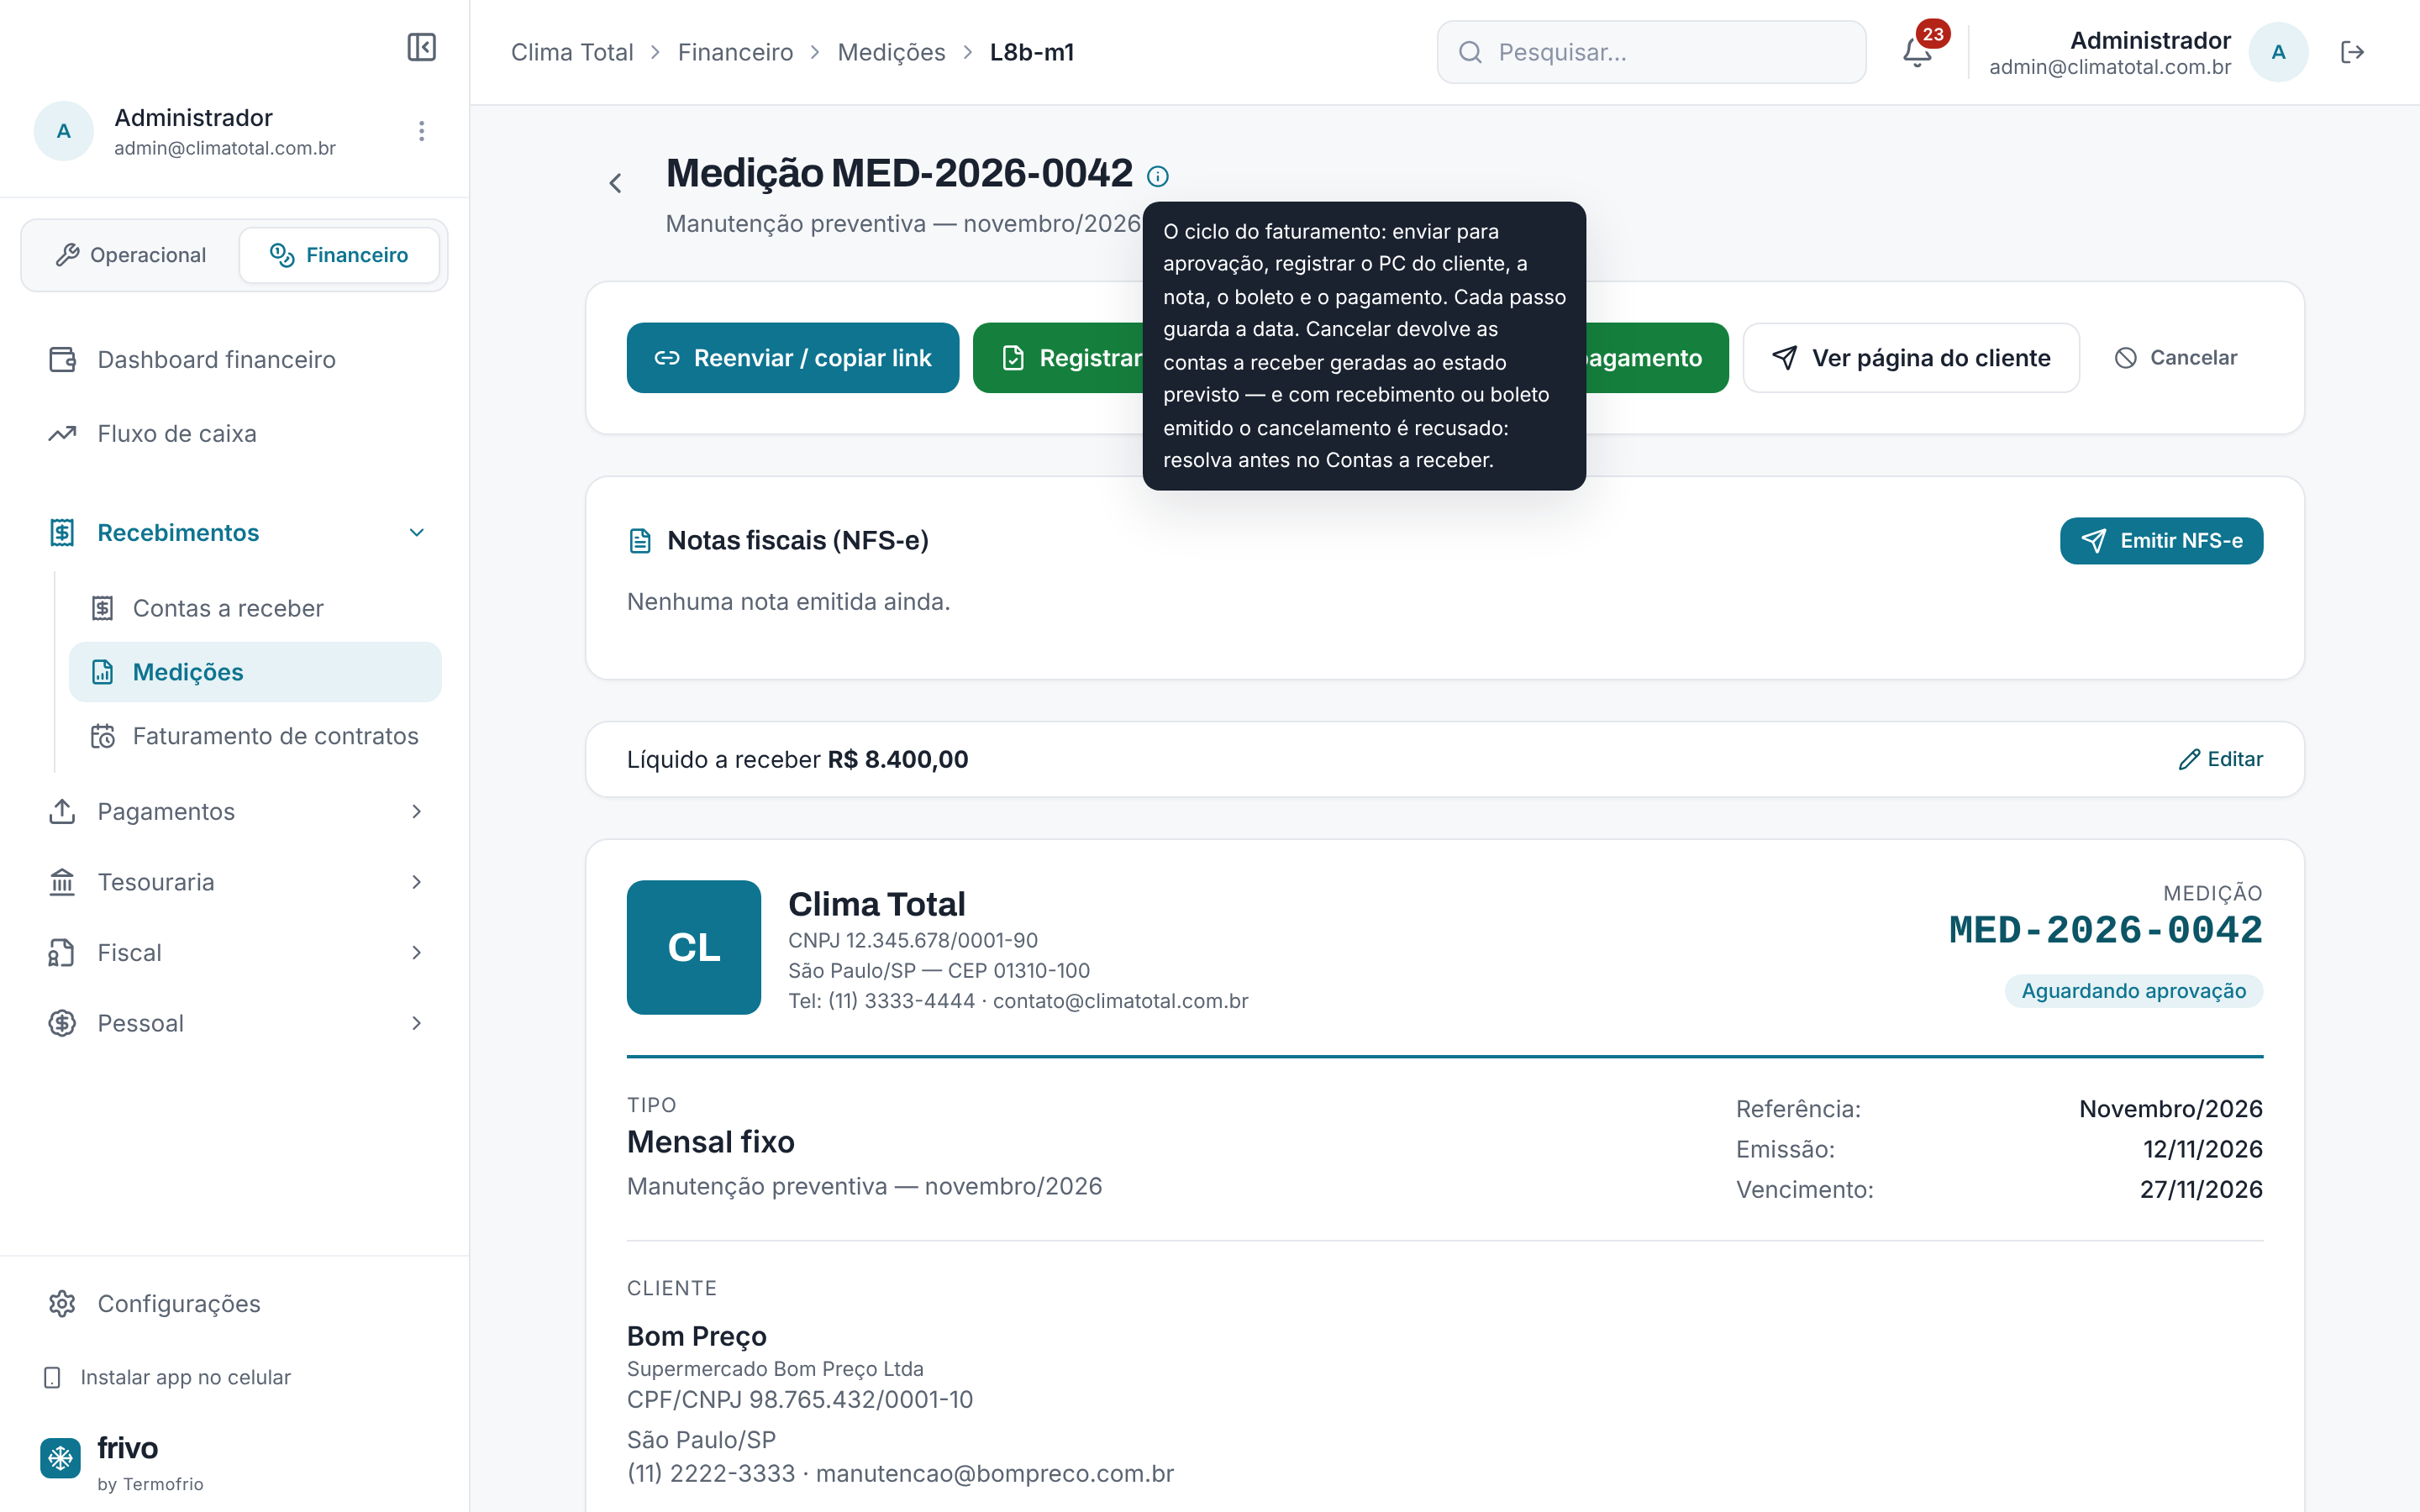 Clima Total > Financeiro > Medições > L8b-m1
Pesquisar...
23
Administrador
admin@climatotal.com.br
A
A
Administrador
admin@climatotal.com.br
Operacional
Financeiro
Dashboard financeiro
Fluxo de caixa
Recebimentos
Contas a receber
Medições
Faturamento de contratos
Pagamentos
Tesouraria
Fiscal
Pessoal
Configurações
Instalar app no celular
frivo
by Termofrio
Medição MED-2026-0042
Manutenção preventiva — novembro/2026
O ciclo do faturamento: enviar para
aprovação, registrar o PC do cliente, a
nota, o boleto e o pagamento. Cada passo
guarda a data. Cancelar devolve as
contas a receber geradas ao estado
previsto — e com recebimento ou boleto
emitido o cancelamento é recusado:
resolva antes no Contas a receber.
Reenviar / copiar link
Registrar
Ver página do cliente
Cancelar
Notas fiscais (NFS-e)
Emitir NFS-e
Nenhuma nota emitida ainda.
Líquido a receber R$ 8.400,00
Editar
CL
Clima Total
CNPJ 12.345.678/0001-90
São Paulo/SP — CEP 01310-100
Tel: (11) 3333-4444 · contato@climatotal.com.br
MEDIÇÃO
MED-2026-0042
Aguardando aprovação
TIPO
Mensal fixo
Manutenção preventiva — novembro/2026
Referência: Novembro/2026
Emissão: 12/11/2026
Vencimento: 27/11/2026
CLIENTE
Bom Preço
Supermercado Bom Preço Ltda
CPF/CNPJ 98.765.432/0001-10
São Paulo/SP
(11) 2222-3333 · manutencao@bompreco.com.br